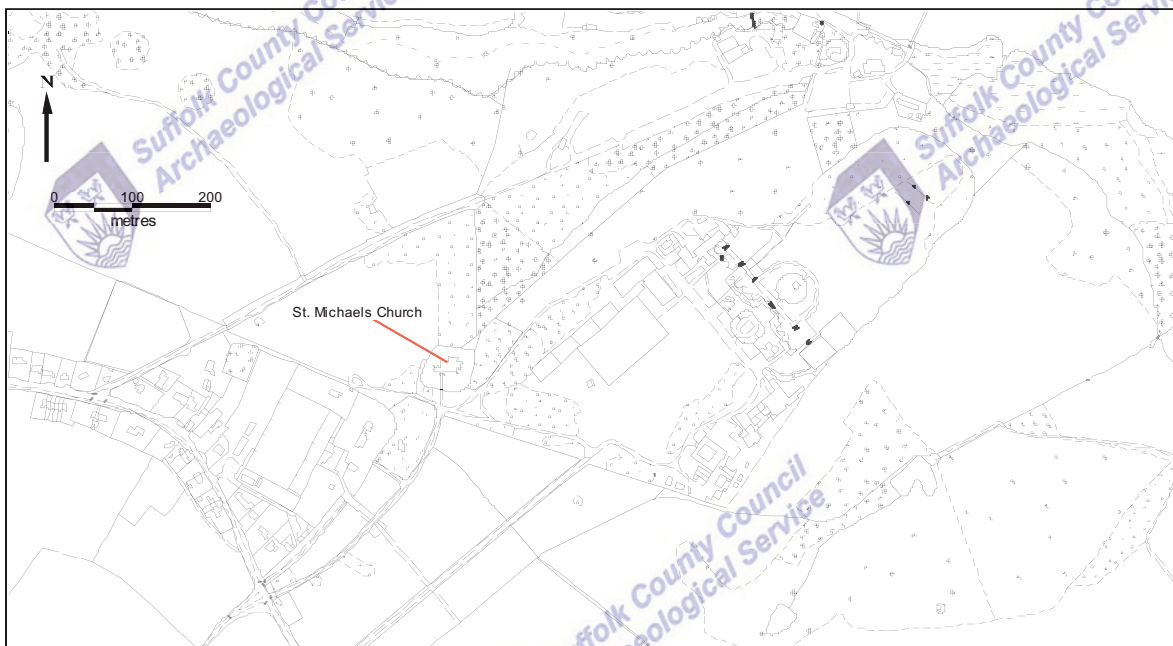 Suffolk County Council
Archaeological Service
Suffolk County Council
Archaeological Service
N
0 100 200
metres
St. Michaels Church
Suffolk County Council
Archaeological Service